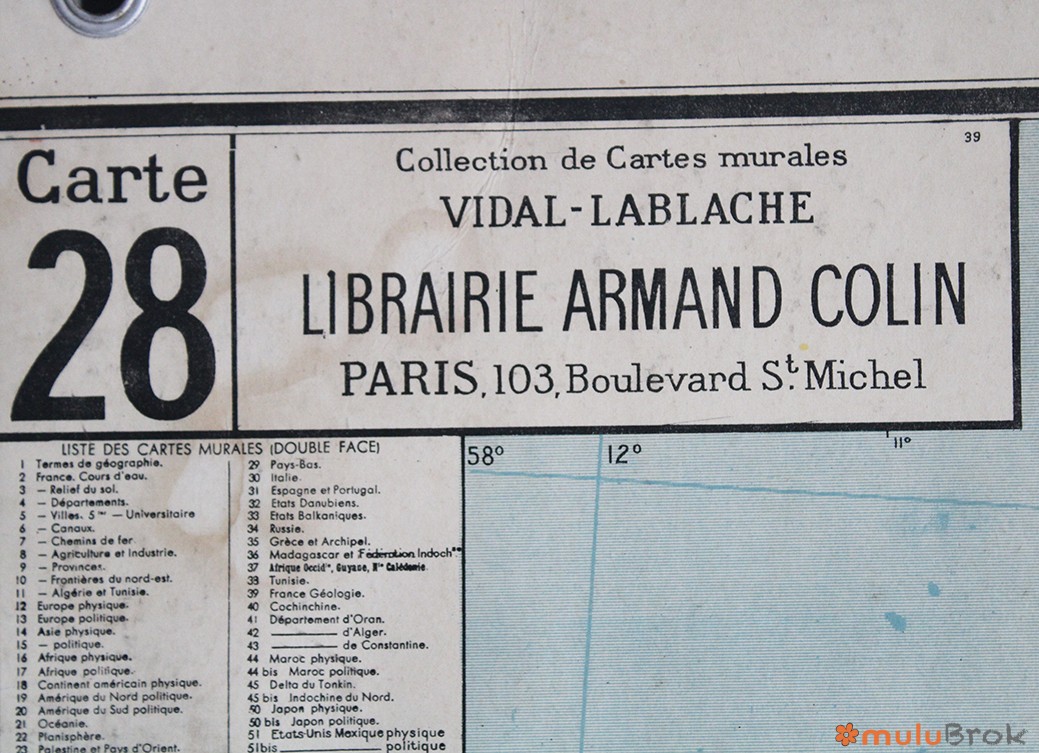 39
Carte
28
Collection de Cartes murales
VIDAL-LABLACHE
LIBRAIRIE ARMAND COLIN
PARIS, 103, Boulevard St. Michel
LISTE DES CARTES MURALES (DOUBLE FACE)
1 Termes de géographie.
2 France. Cours d'eau.
3 — Relief du sol.
4 — Départements.
5 — Villes. S — Universitaire
6 — Canaux.
7 — Chemins de fer.
8 — Agriculture et Industrie.
9 — Provinces.
10 — Frontières du nord-est.
11 — Algérie et Tunisie.
12 Europe physique.
13 Europe politique.
14 Asie physique.
15 — politique.
16 Afrique physique.
17 Afrique politique.
18 Continent américain physique.
19 Amérique du Nord politique.
20 Amérique du Sud politique.
21 Océanie.
22 Planisphère.
23 Palestine et Pays d'Orient.
29 Pays-Bas.
30 Italie.
31 Espagne et Portugal.
32 Etats Danubiens.
33 Etats Balkaniques.
34 Russie.
35 Grèce et Archipel.
36 Madagascar et Fédération Indoch
37 Afrique Occid, Guyane, Nle Calédonie.
38 Tunisie.
39 France Géologie.
40 Cochinchine.
41 Département d'Oran.
42 ——— d'Alger.
43 ——— de Constantine.
44 Maroc physique.
44 bis Maroc politique.
45 Delta du Tonkin.
45 bis Indochine du Nord.
50 Japon physique.
50 bis Japon politique.
51 Etats-Unis Mexique physique
51 bis ——— politique
58°
12°
11°
muluBrok